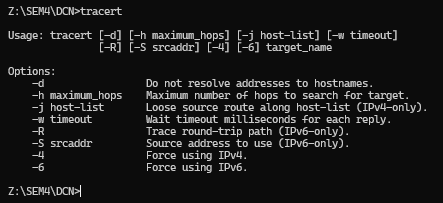 Z:\SEM4\DCN>tracert
Usage: tracert [-d] [-h maximum_hops] [-j host-list] [-w timeout]
               [-R] [-S srcaddr] [-4] [-6] target_name
Options:
    -d                 Do not resolve addresses to hostnames.
    -h maximum_hops    Maximum number of hops to search for target.
    -j host-list       Loose source route along host-list (IPv4-only).
    -w timeout         Wait timeout milliseconds for each reply.
    -R                 Trace round-trip path (IPv6-only).
    -S srcaddr         Source address to use (IPv6-only).
    -4                 Force using IPv4.
    -6                 Force using IPv6.
Z:\SEM4\DCN>